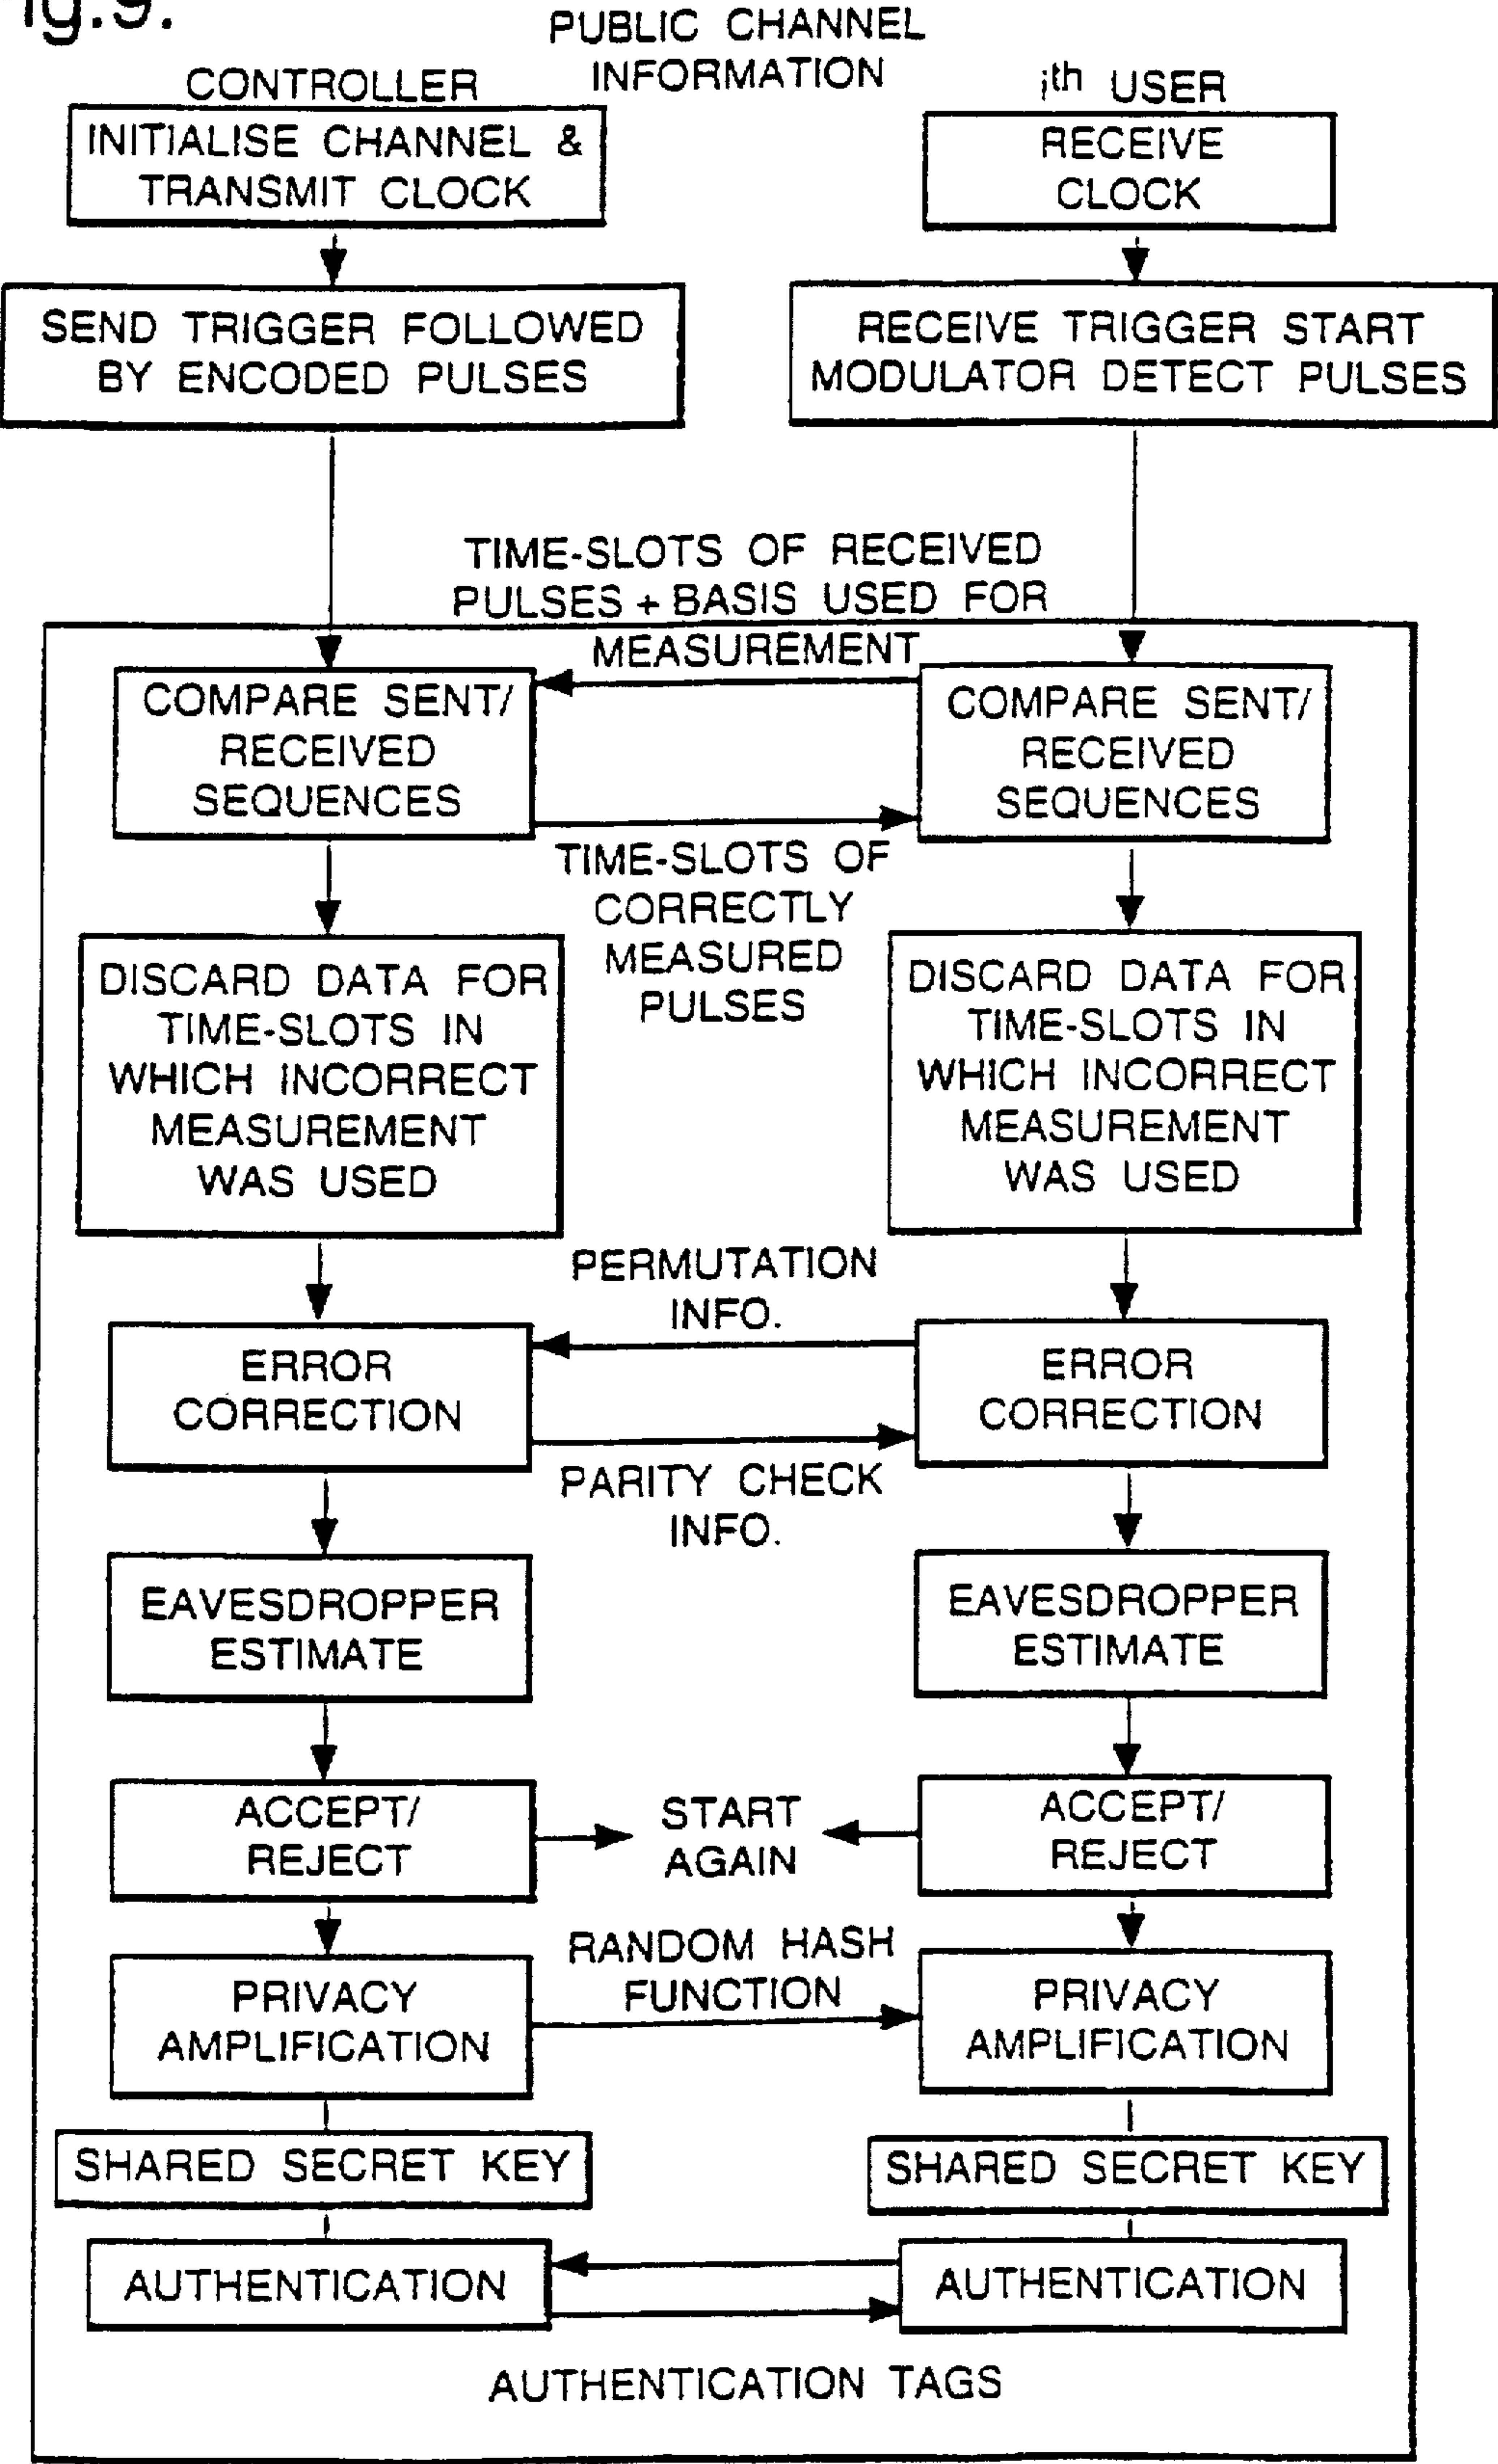 Fig.9.
PUBLIC CHANNEL
INFORMATION
CONTROLLER
ith USER
INITIALISE CHANNEL &
TRANSMIT CLOCK
RECEIVE
CLOCK
SEND TRIGGER FOLLOWED
BY ENCODED PULSES
RECEIVE TRIGGER START
MODULATOR DETECT PULSES
TIME-SLOTS OF RECEIVED
PULSES + BASIS USED FOR
MEASUREMENT
COMPARE SENT/
RECEIVED
SEQUENCES
COMPARE SENT/
RECEIVED
SEQUENCES
TIME-SLOTS OF
CORRECTLY
MEASURED
PULSES
DISCARD DATA FOR
TIME-SLOTS IN
WHICH INCORRECT
MEASUREMENT
WAS USED
DISCARD DATA FOR
TIME-SLOTS IN
WHICH INCORRECT
MEASUREMENT
WAS USED
PERMUTATION
INFO.
ERROR
CORRECTION
ERROR
CORRECTION
PARITY CHECK
INFO.
EAVESDROPPER
ESTIMATE
EAVESDROPPER
ESTIMATE
ACCEPT/
REJECT
START
AGAIN
ACCEPT/
REJECT
RANDOM HASH
FUNCTION
PRIVACY
AMPLIFICATION
PRIVACY
AMPLIFICATION
SHARED SECRET KEY
SHARED SECRET KEY
AUTHENTICATION
AUTHENTICATION
AUTHENTICATION TAGS